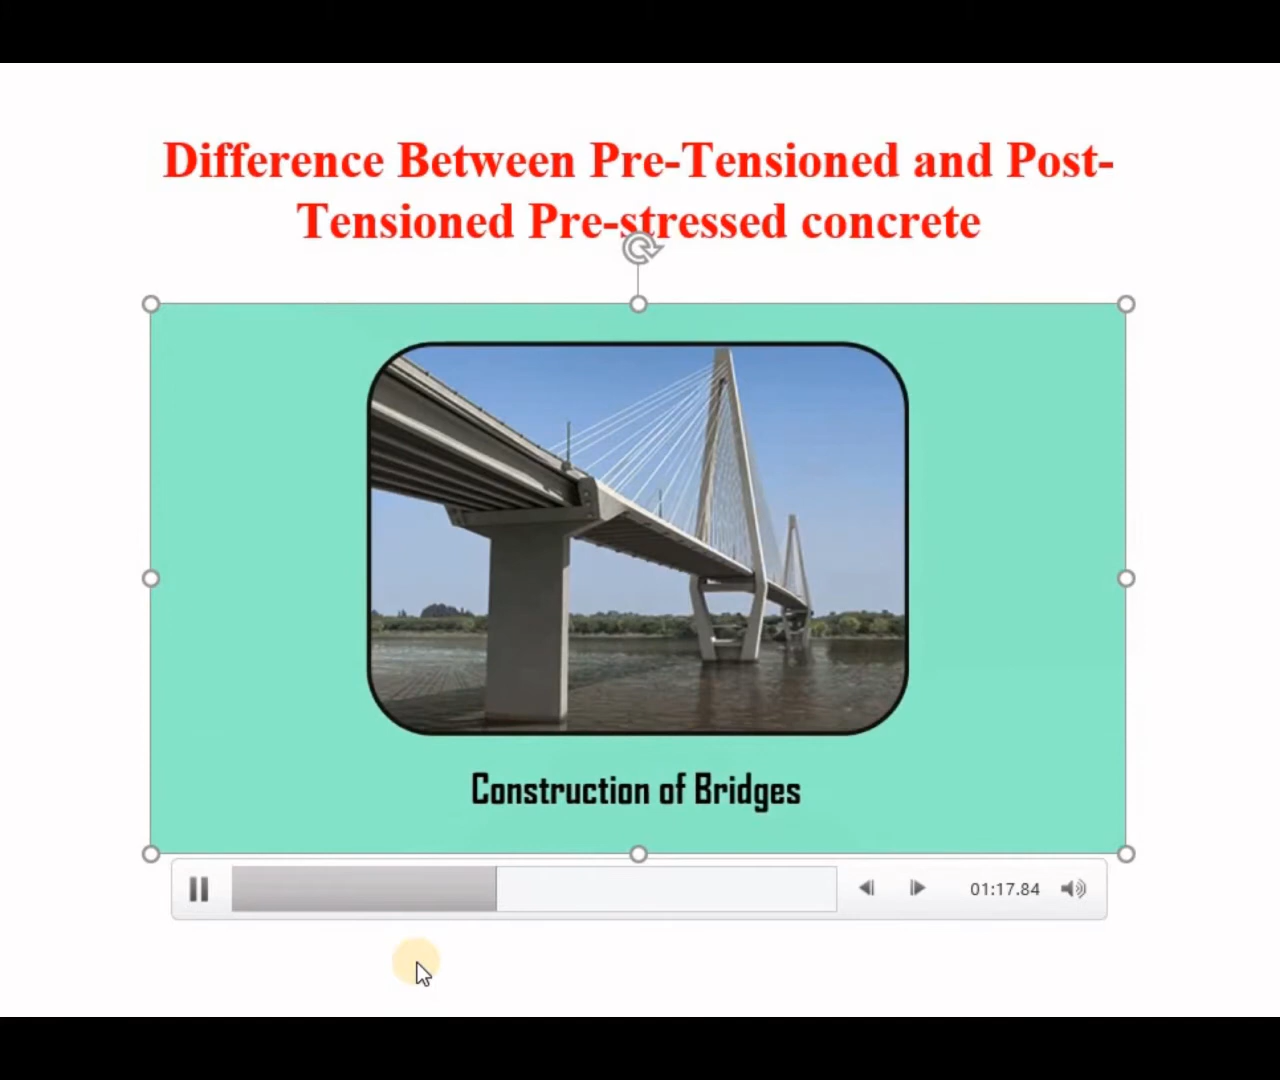 Difference Between Pre-Tensioned and Post-
Tensioned Pre-stressed concrete
Construction of Bridges
01:17.84